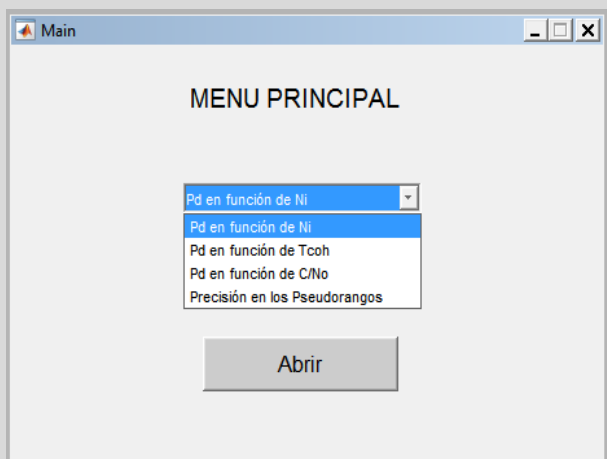 Main
MENU PRINCIPAL
Pd en función de Ni
Pd en función de Ni
Pd en función de Tcoh
Pd en función de C/No
Precisión en los Pseudorangos
Abrir